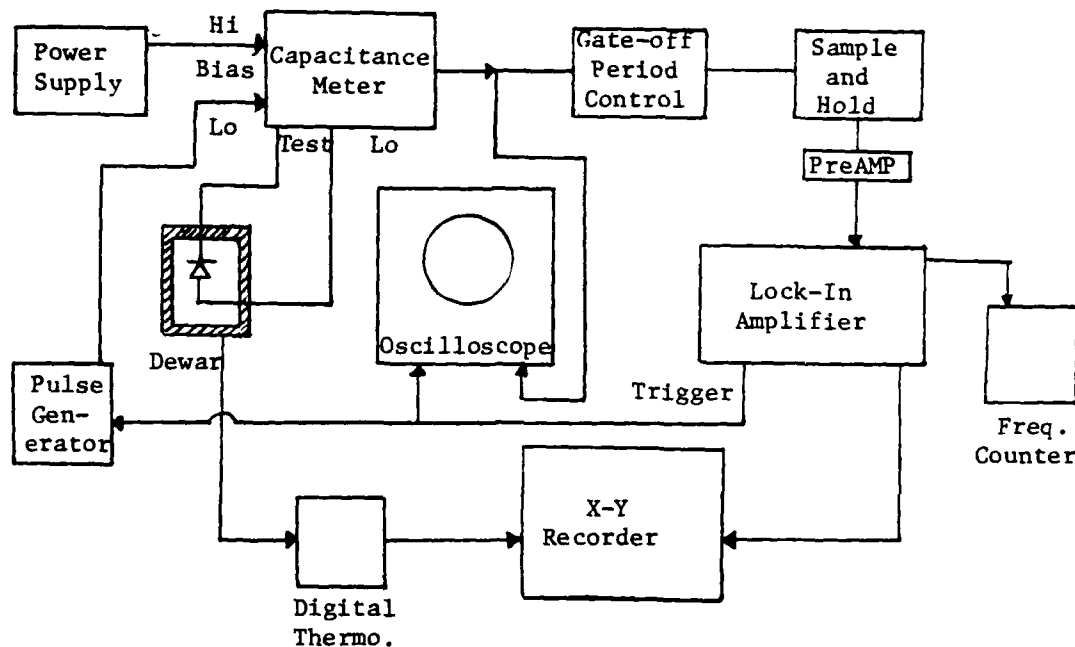 Power
Supply
Hi
Bias
Lo
Capacitance
Meter
Test Lo
Gate-off
Period
Control
Sample
and
Hold
PreAMP
Lock-In
Amplifier
Oscilloscope
Dewar
Pulse
Gen-
erator
Trigger
Freq.
Counter
X-Y
Recorder
Digital
Thermo.